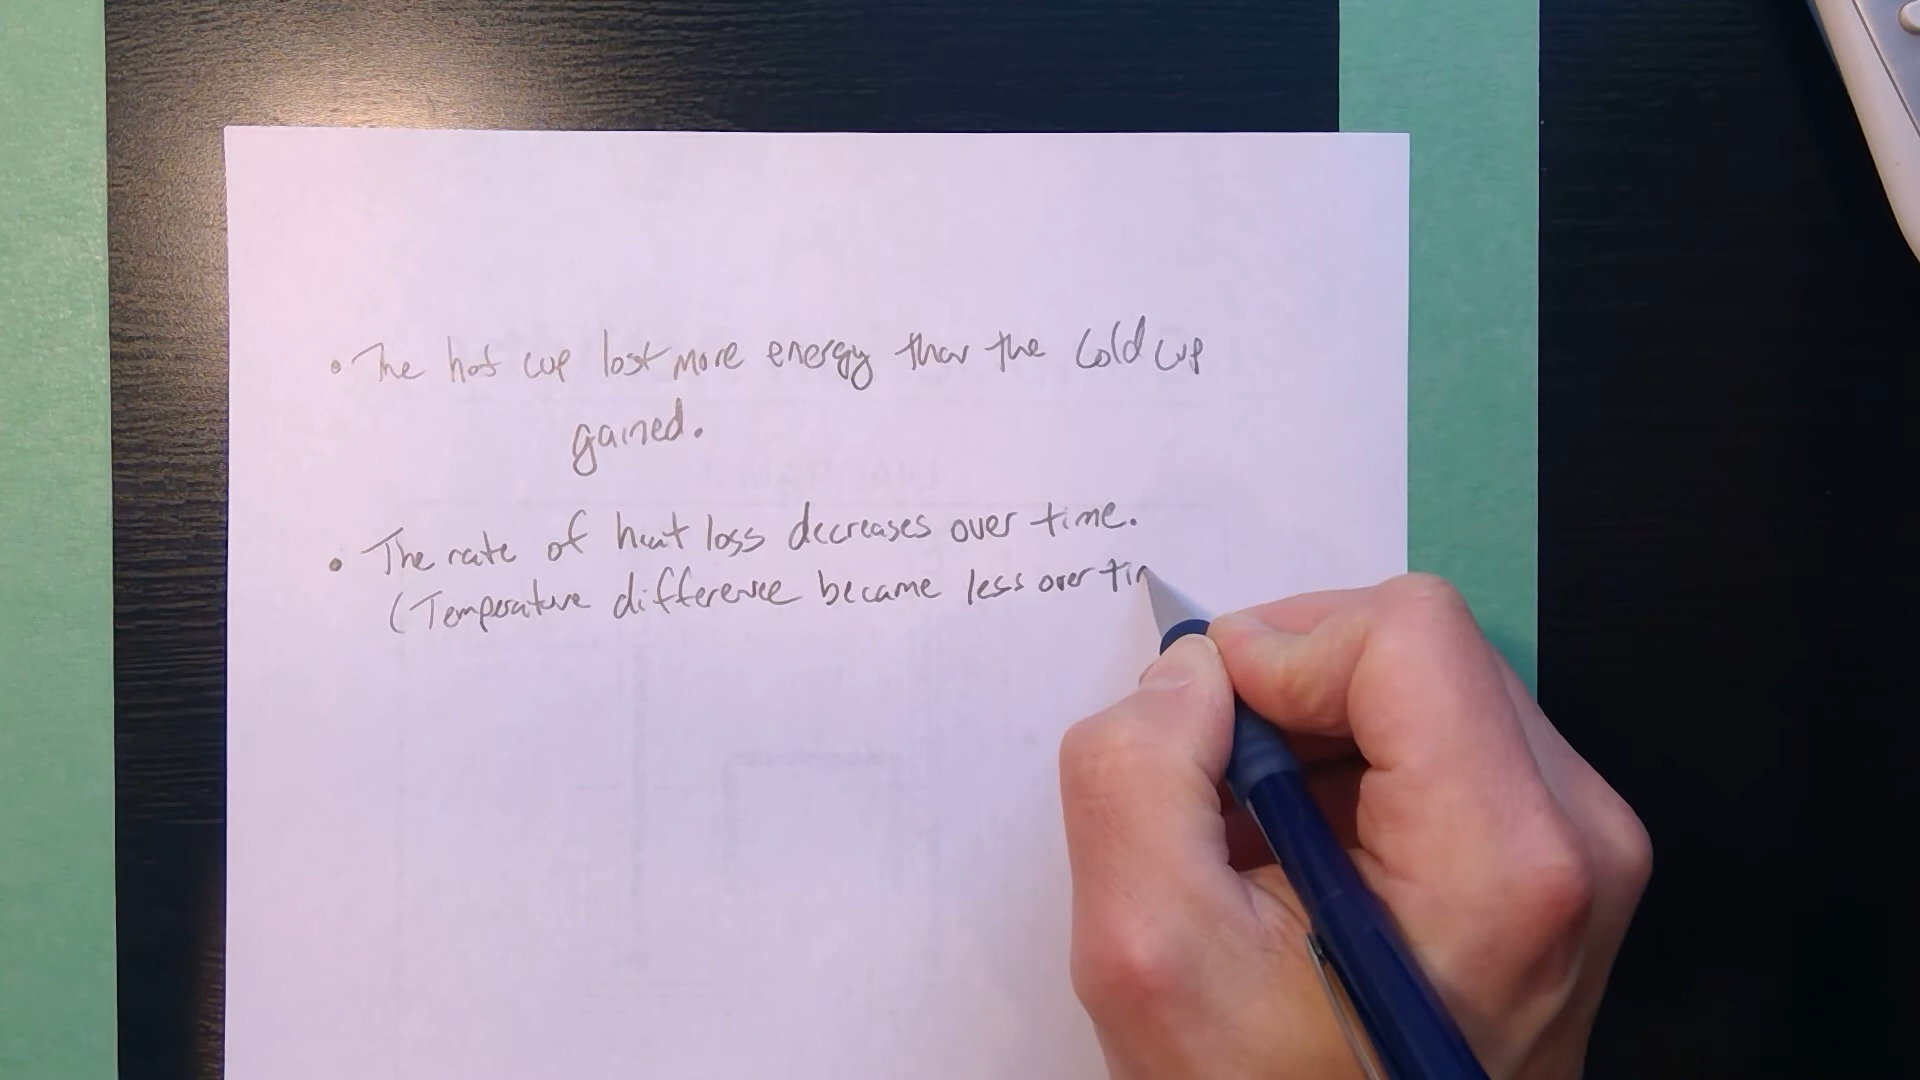 • The hot cup lost more energy than the cold cup
gained.
• The rate of heat loss decreases over time.
(Temperature difference became less over tim